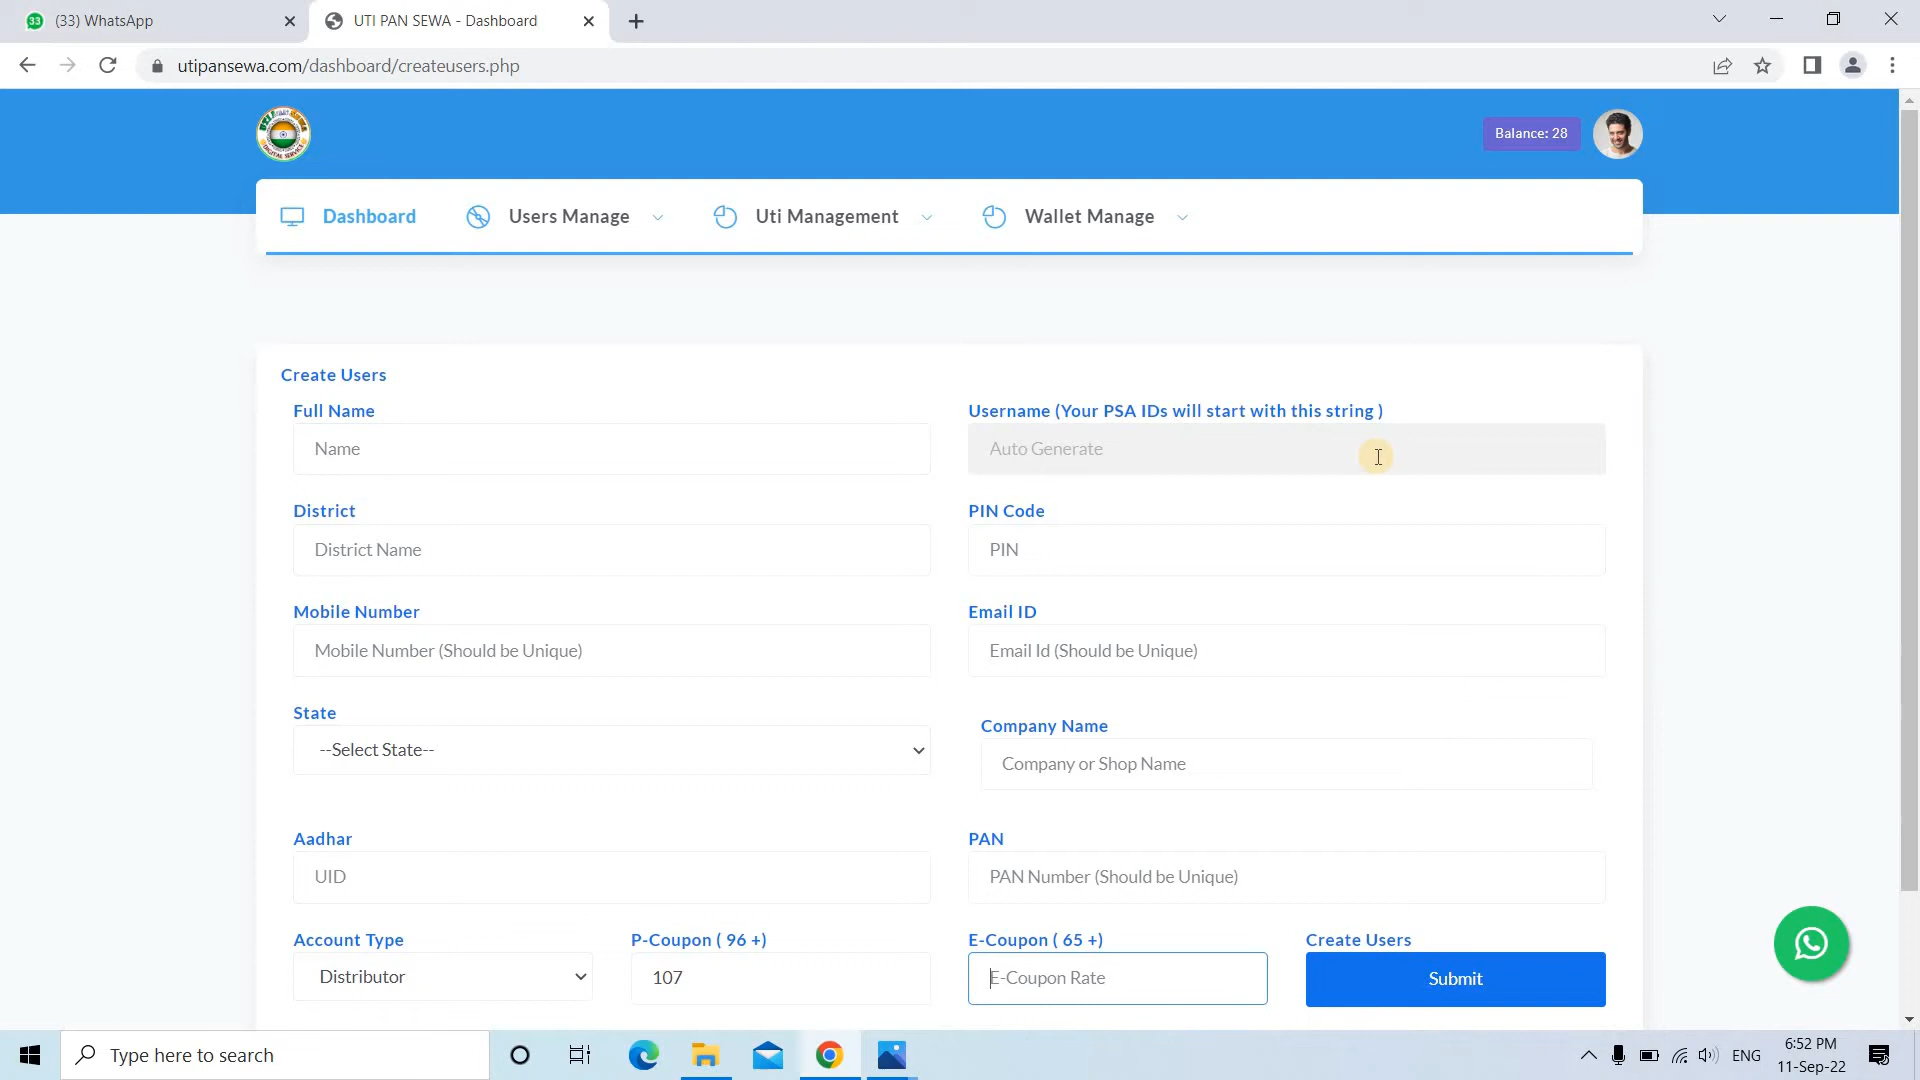 (33) WhatsApp
UTI PAN SEWA - Dashboard
utipansewa.com/dashboard/createusers.php
Balance: 28
Dashboard
Users Manage
Uti Management
Wallet Manage
Create Users
Full Name
Username (Your PSA IDs will start with this string )
Name
Auto Generate
District
PIN Code
District Name
PIN
Mobile Number
Email ID
Mobile Number (Should be Unique)
Email Id (Should be Unique)
State
Company Name
--Select State--
Company or Shop Name
Aadhar
PAN
UID
PAN Number (Should be Unique)
Account Type
P-Coupon ( 96 +)
E-Coupon ( 65 +)
Create Users
Distributor
107
E-Coupon Rate
Submit
Type here to search
ENG
6:52 PM
11-Sep-22